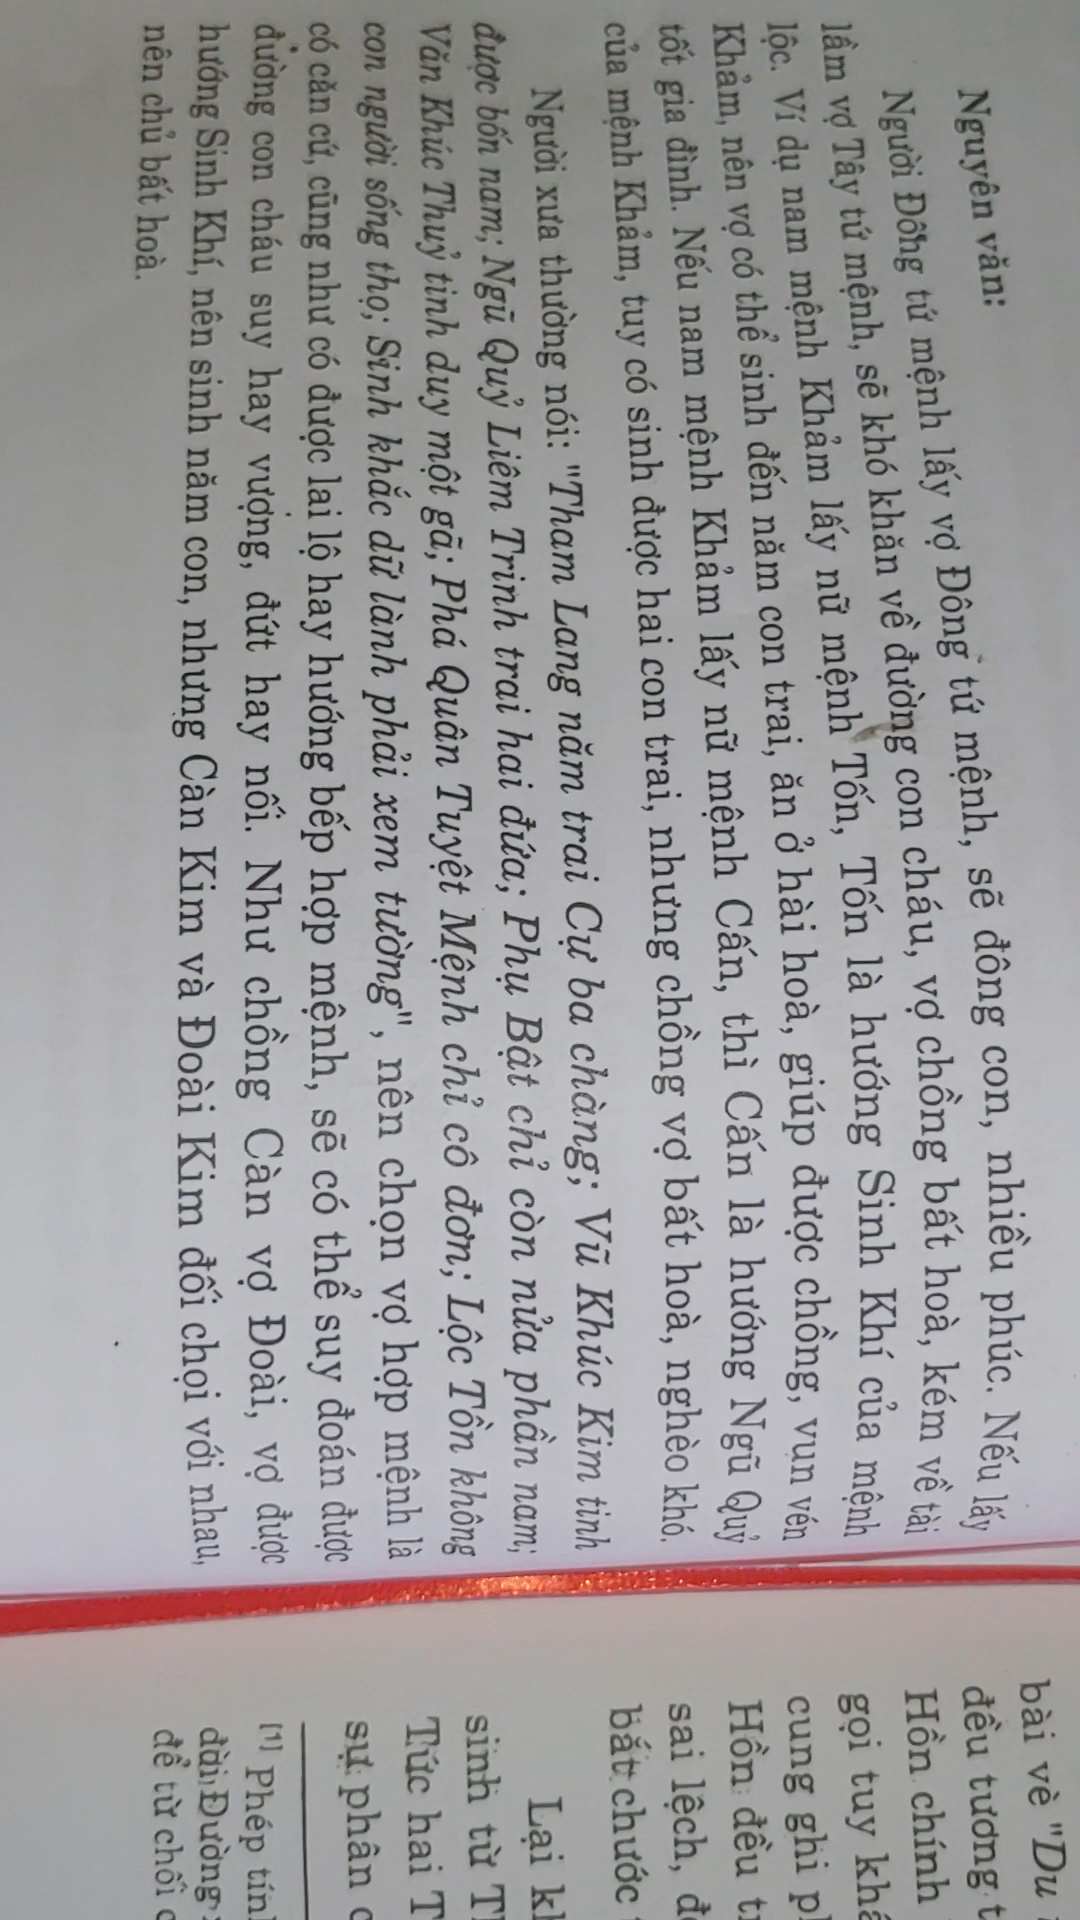 Nguyên văn:
Người Đông tứ mệnh lấy vợ Đông tứ mệnh, sẽ đông con, nhiều phúc. Nếu lấy
lầm vợ Tây tứ mệnh, sẽ khó khăn về đường con cháu, vợ chồng bất hoà, kém về tài
lộc. Ví dụ nam mệnh Khảm lấy nữ mệnh Tốn, Tốn là hướng Sinh Khí của mệnh
Khảm, nên vợ có thể sinh đến năm con trai, ăn ở hài hoà, giúp được chồng, vun vén
tốt gia đình. Nếu nam mệnh Khảm lấy nữ mệnh Cấn, thì Cấn là hướng Ngũ Quỷ
của mệnh Khảm, tuy có sinh được hai con trai, nhưng chồng vợ bất hoà, nghèo khó.
Người xưa thường nói: "Tham Lang năm trai Cự ba chàng; Vũ Khúc Kim tinh
được bốn nam; Ngũ Quỷ Liêm Trinh trai hai đứa; Phụ Bật chỉ còn nửa phần nam;
Văn Khúc Thuỷ tinh duy một gã; Phá Quân Tuyệt Mệnh chỉ cô đơn; Lộc Tồn không
con người sống thọ; Sinh khắc dữ lành phải xem tường", nên chọn vợ hợp mệnh là
có căn cứ, cũng như có được lai lộ hay hướng bếp hợp mệnh, sẽ có thể suy đoán được
đường con cháu suy hay vượng, đứt hay nối. Như chồng Càn vợ Đoài, vợ được
hướng Sinh Khí, nên sinh năm con, nhưng Càn Kim và Đoài Kim đối chọi với nhau,
nên chủ bất hoà.
bài vè "Du
đều tương
Hồn chính
gọi tuy
cung ghi
Hồn đều
sai lệch,
bắt chước
Lại
sinh từ
Tức hai
sự phân
[1] Phép
đời Đường
để từ chối